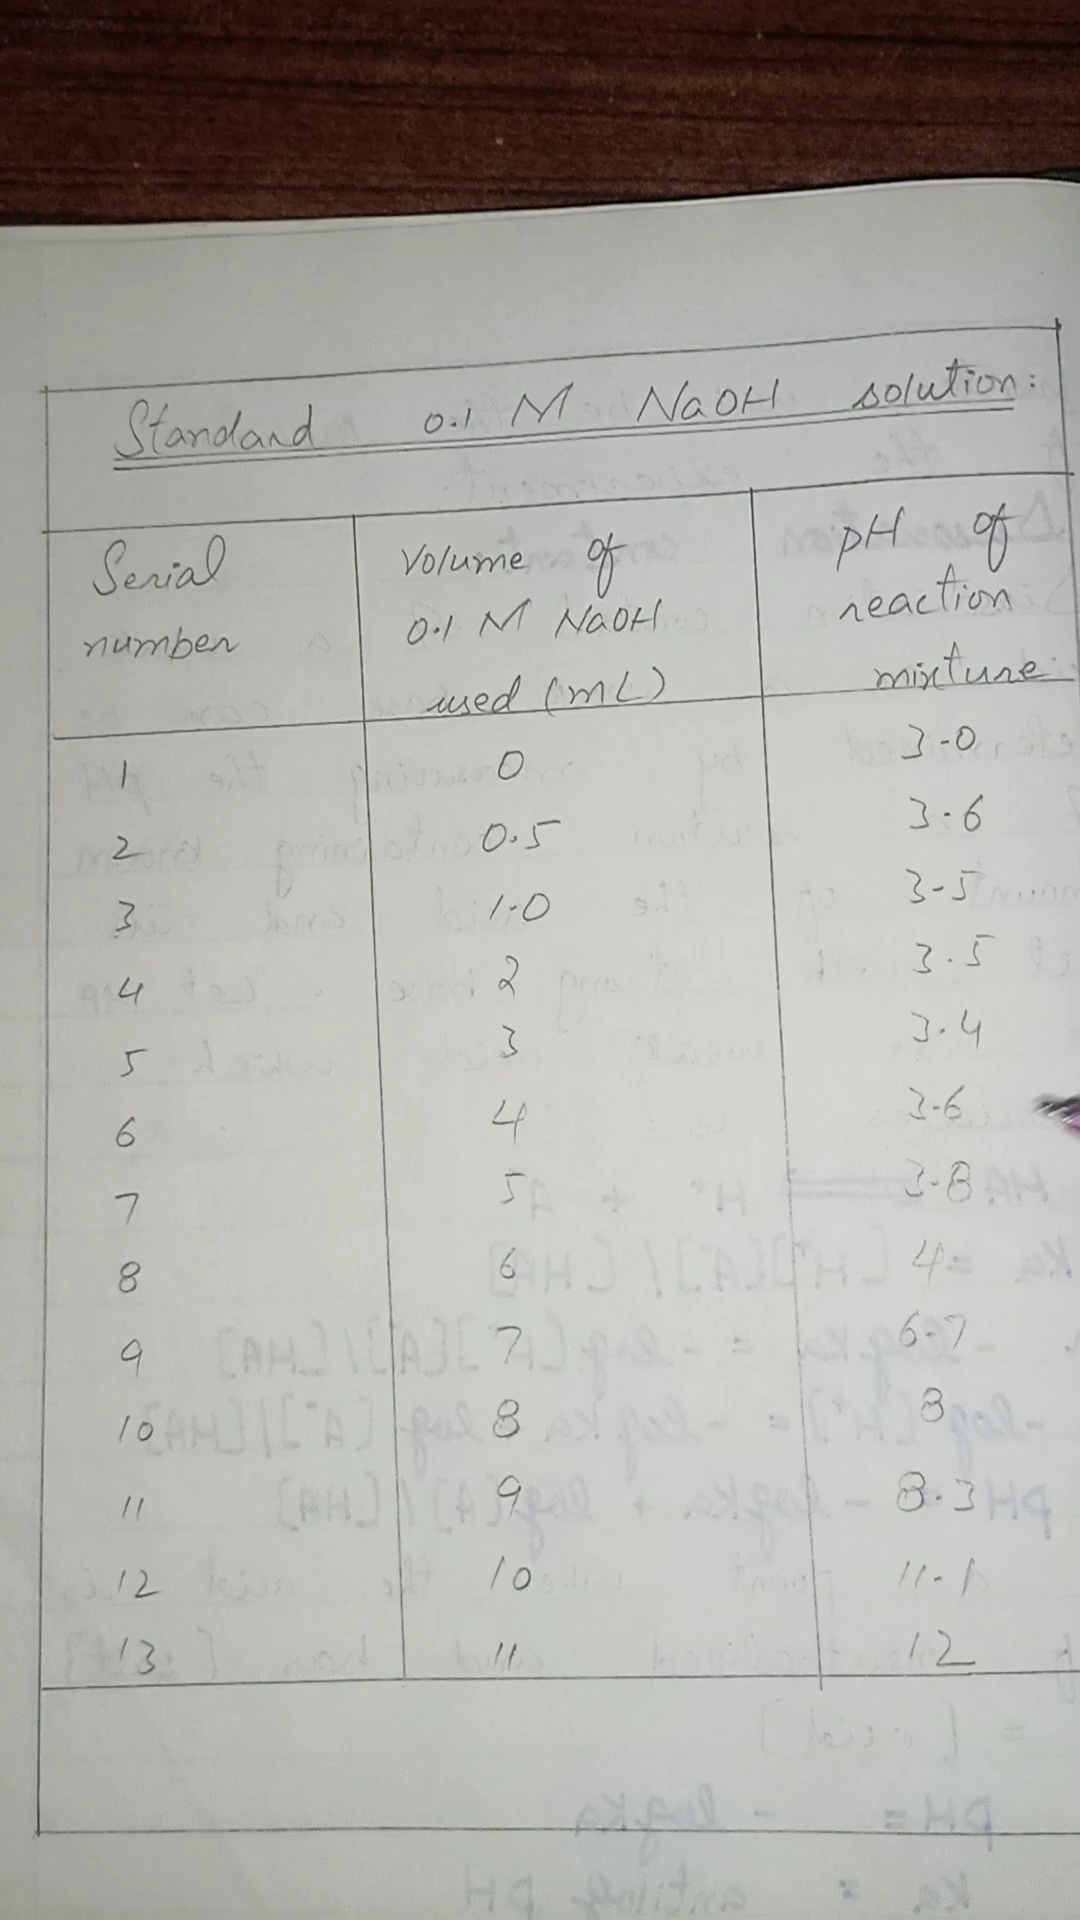 Standard 0.1 M NaOH solution:
Serial number
Volume of 0.1 M NaOH used (mL)
pH of reaction mixture
1 0 3.0
2 0.5 3.6
3 1.0 3.5
4 2 3.5
5 3 3.4
6 4 3.6
7 5 3.8
8 6 4
9 7 6.7
10 8 8
11 9 8.3
12 10 11.1
13 11 12